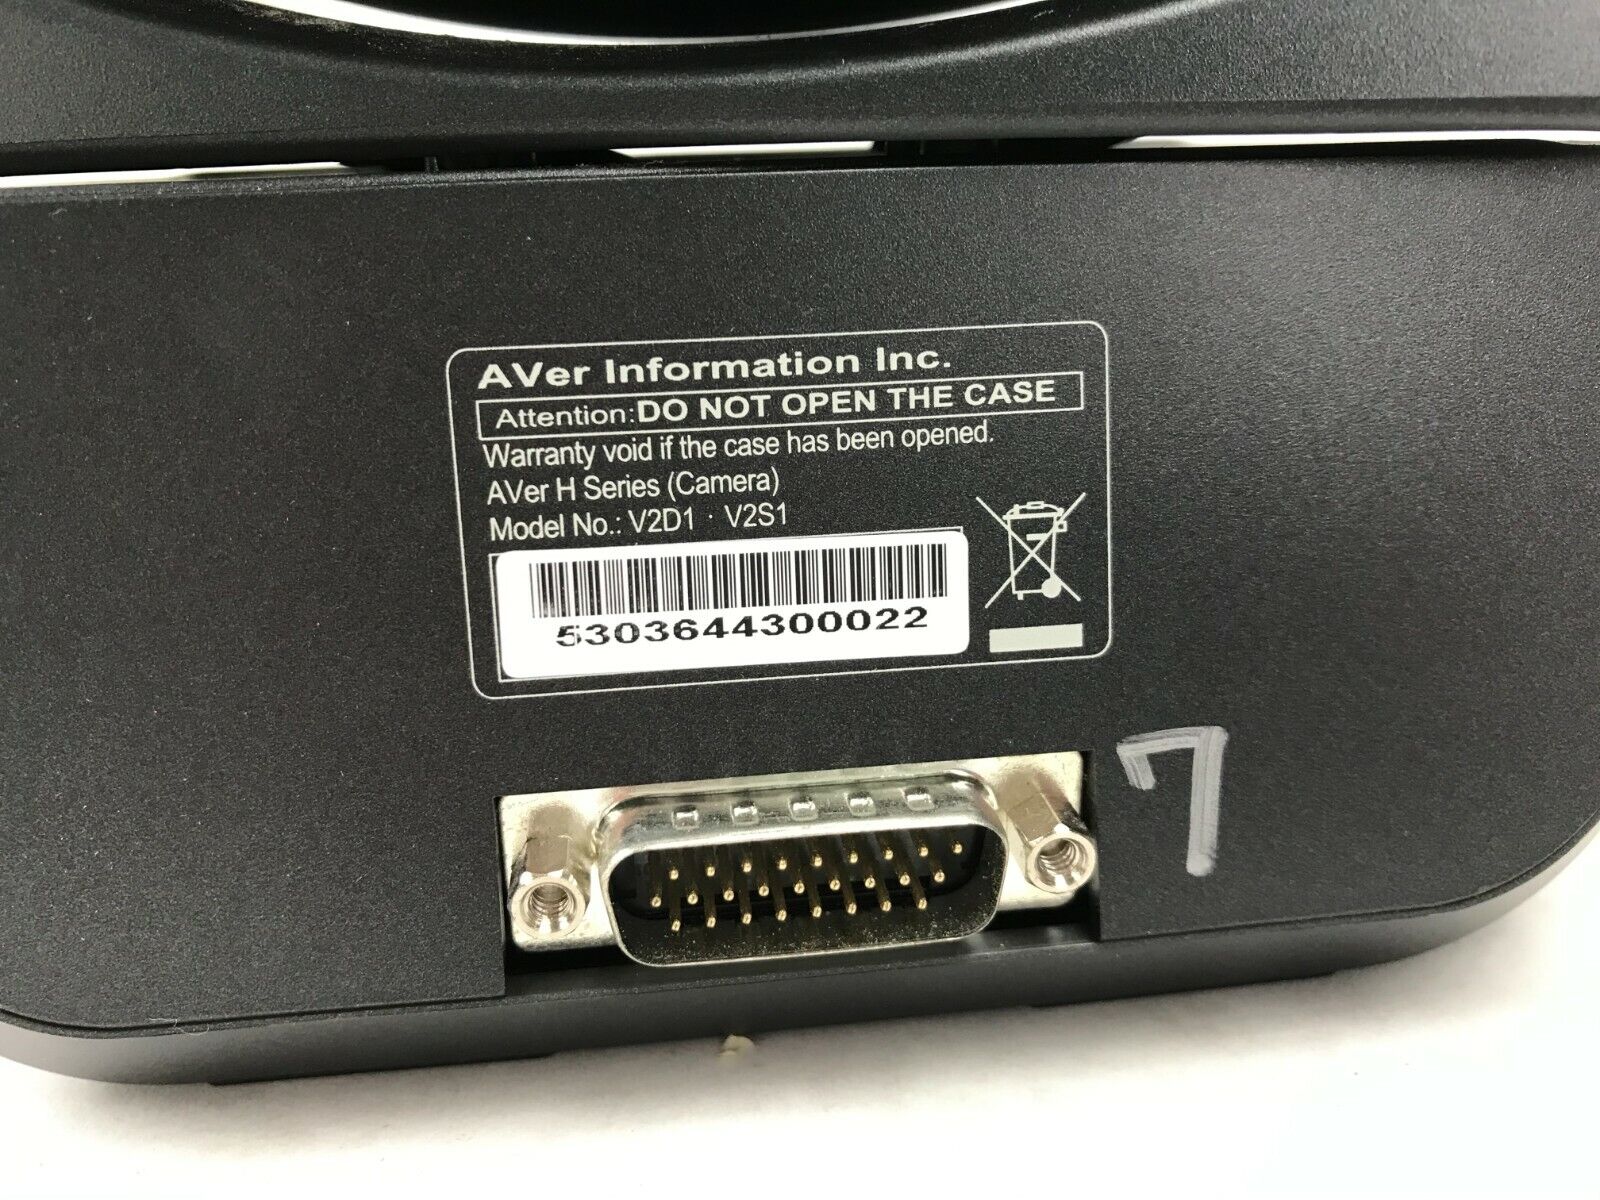 AVer Information Inc.
Attention:DO NOT OPEN THE CASE
Warranty void if the case has been opened.
AVer H Series (Camera)
Model No.: V2D1 · V2S1
5303644300022
7